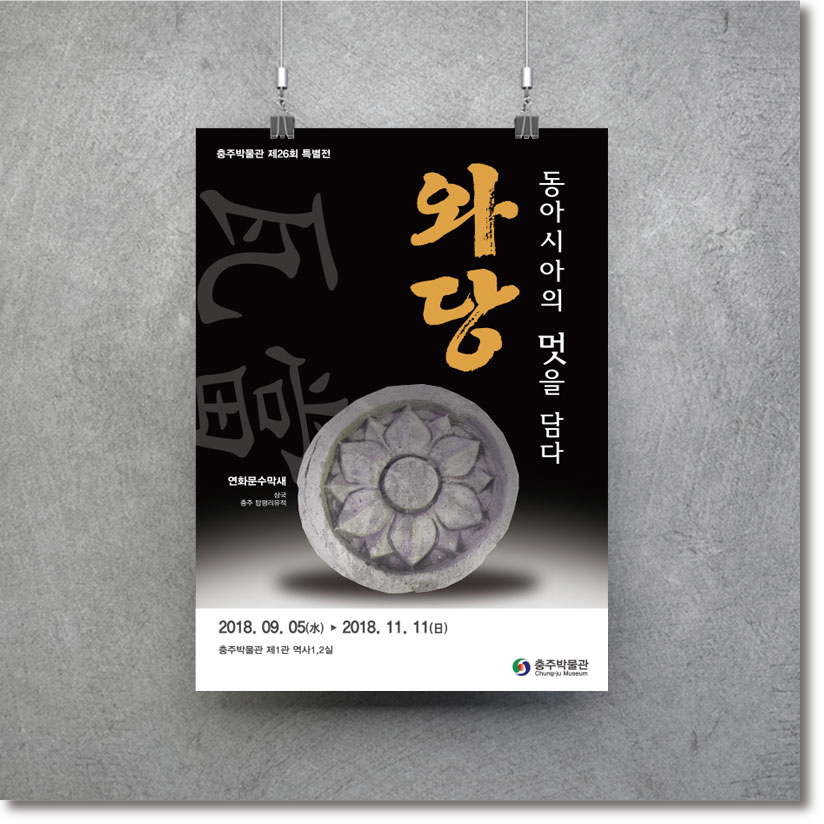 충주박물관 제26회 특별전
와당
동아시아의 멋을 담다
瓦當
연화문수막새
삼국
충주 탑평리유적
2018. 09. 05(水) ▸ 2018. 11. 11(日)
충주박물관 제1관 역사1,2실
충주박물관
Chung-ju Museum